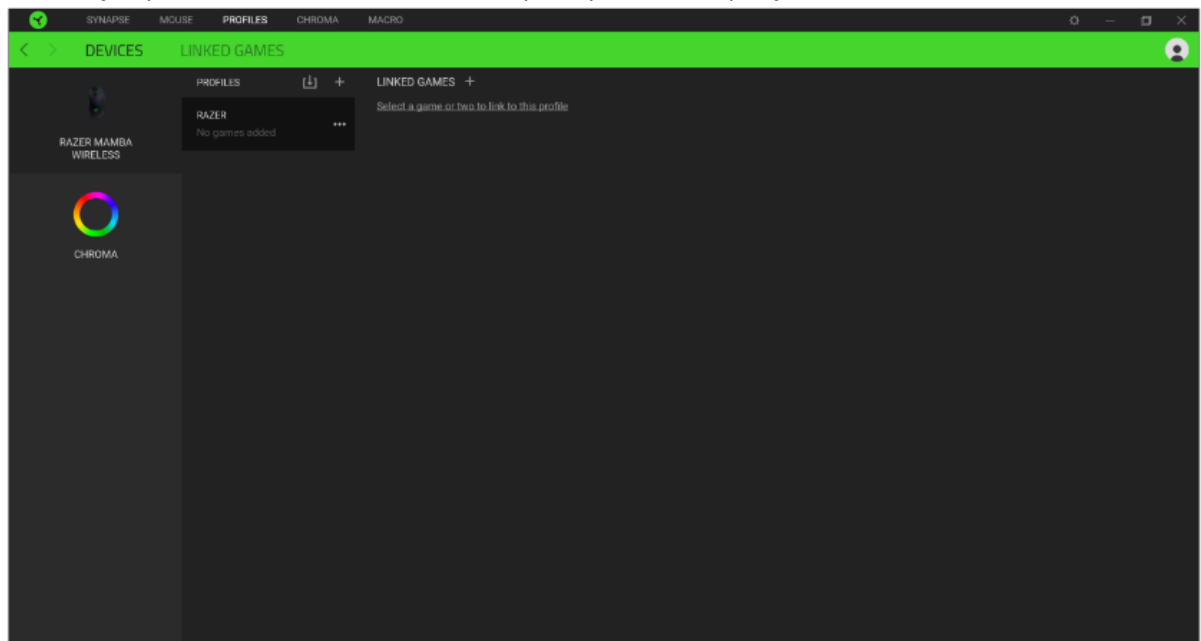 SYNAPSE MOUSE PROFILES CHROMA MACRO
DEVICES LINKED GAMES
PROFILES
RAZER
No games added
LINKED GAMES
Select a game or two to link to this profile
RAZER MAMBA
WIRELESS
CHROMA